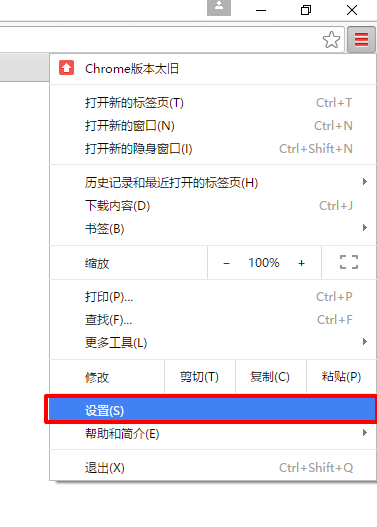 Chrome版本太旧
打开新的标签页(T) Ctrl+T
打开新的窗口(N) Ctrl+N
打开新的隐身窗口(I) Ctrl+Shift+N
历史记录和最近打开的标签页(H)
下载内容(D) Ctrl+J
书签(B)
缩放 − 100% +
打印(P)... Ctrl+P
查找(F)... Ctrl+F
更多工具(L)
修改 剪切(T) 复制(C) 粘贴(P)
设置(S)
帮助和简介(E)
退出(X) Ctrl+Shift+Q